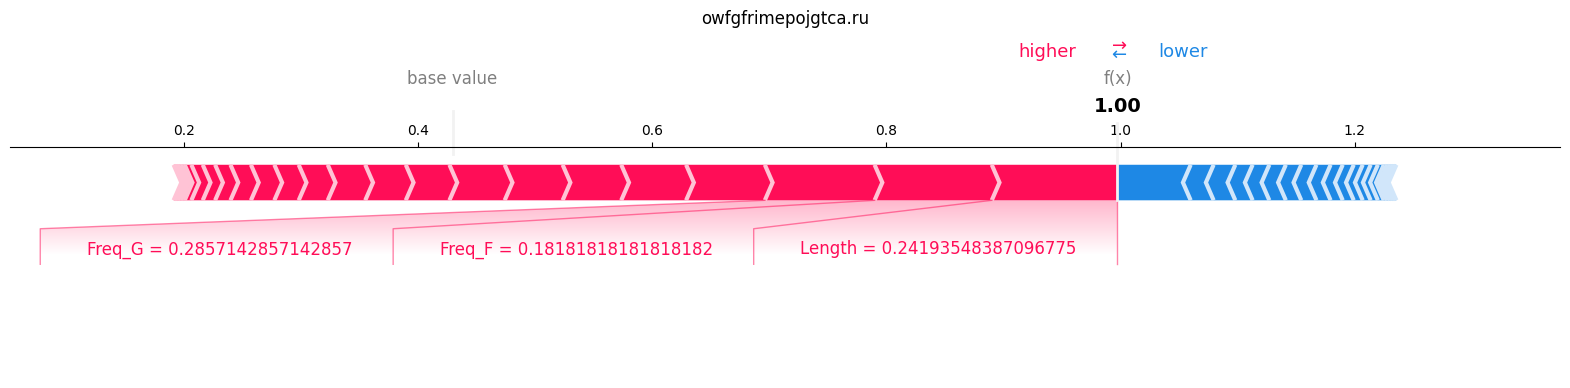 owfgfrimepojgtca.ru
higher → ← lower
base value f(x)
1.00
0.2 0.4 0.6 0.8 1.0 1.2
Freq_G = 0.2857142857142857 Freq_F = 0.18181818181818182 Length = 0.24193548387096775